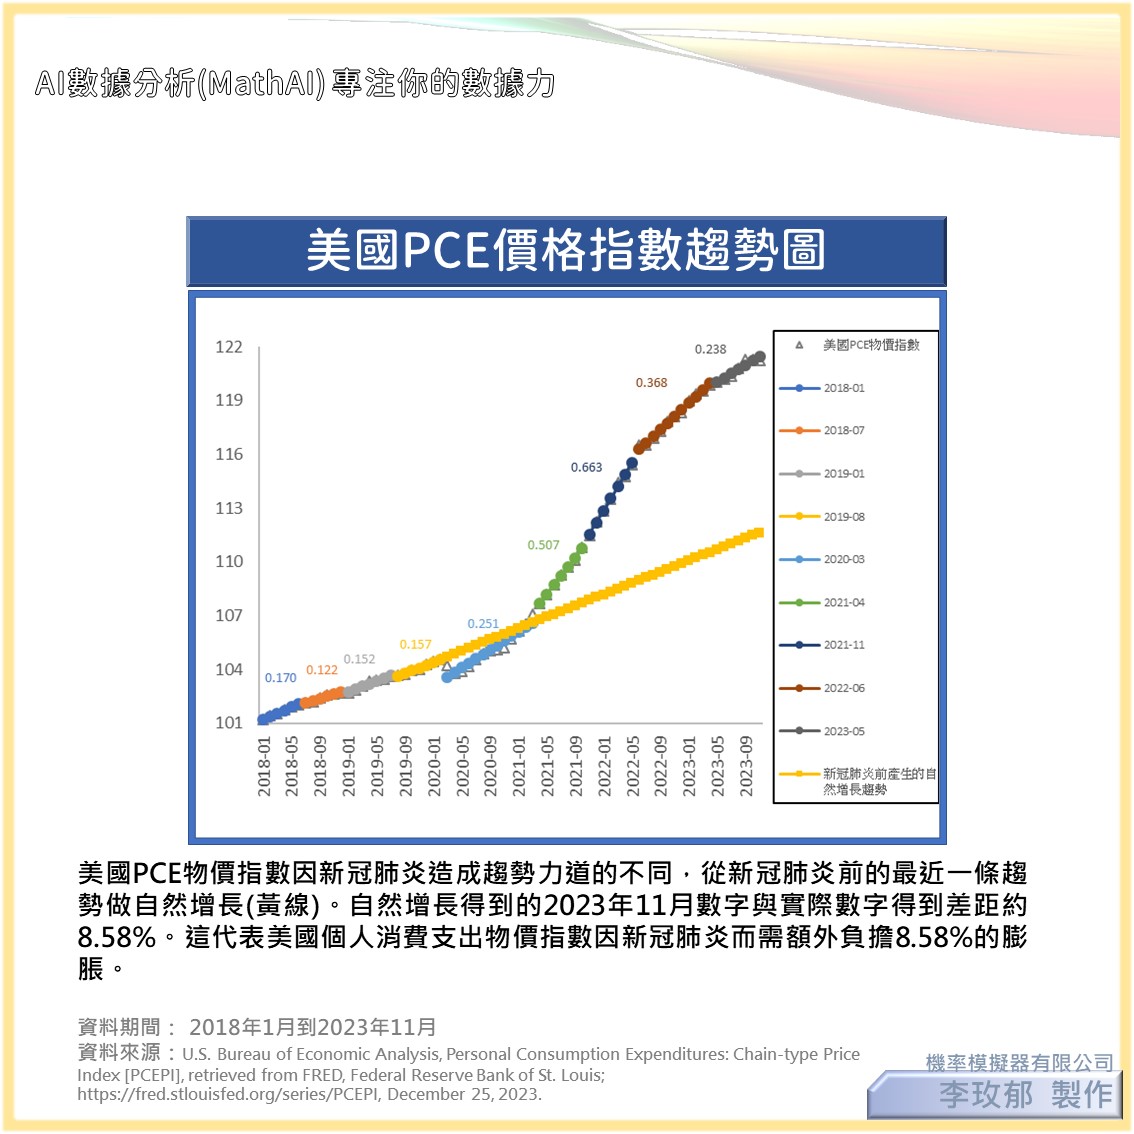 AI數據分析(MathAI) 專注你的數據力
美國PCE價格指數趨勢圖
122
119
116
113
110
107
104
101
0.170
0.122
0.152
0.157
0.251
0.507
0.663
0.368
0.238
2018-01
2018-05
2018-09
2019-01
2019-05
2019-09
2020-01
2020-05
2020-09
2021-01
2021-05
2021-09
2022-01
2022-05
2022-09
2023-01
2023-05
2023-09
美國PCE物價指數
2018-01
2018-07
2019-01
2019-08
2020-03
2021-04
2021-11
2022-06
2023-05
新冠肺炎前產生的自
然增長趨勢
美國PCE物價指數因新冠肺炎造成趨勢力道的不同，從新冠肺炎前的最近一條趨
勢做自然增長(黃線)。自然增長得到的2023年11月數字與實際數字得到差距約
8.58%。這代表美國個人消費支出物價指數因新冠肺炎而需額外負擔8.58%的膨
脹。
資料期間： 2018年1月到2023年11月
資料來源：U.S. Bureau of Economic Analysis, Personal Consumption Expenditures: Chain-type Price
Index [PCEPI], retrieved from FRED, Federal Reserve Bank of St. Louis;
https://fred.stlouisfed.org/series/PCEPI, December 25, 2023.
機率模擬器有限公司
李玫郁 製作